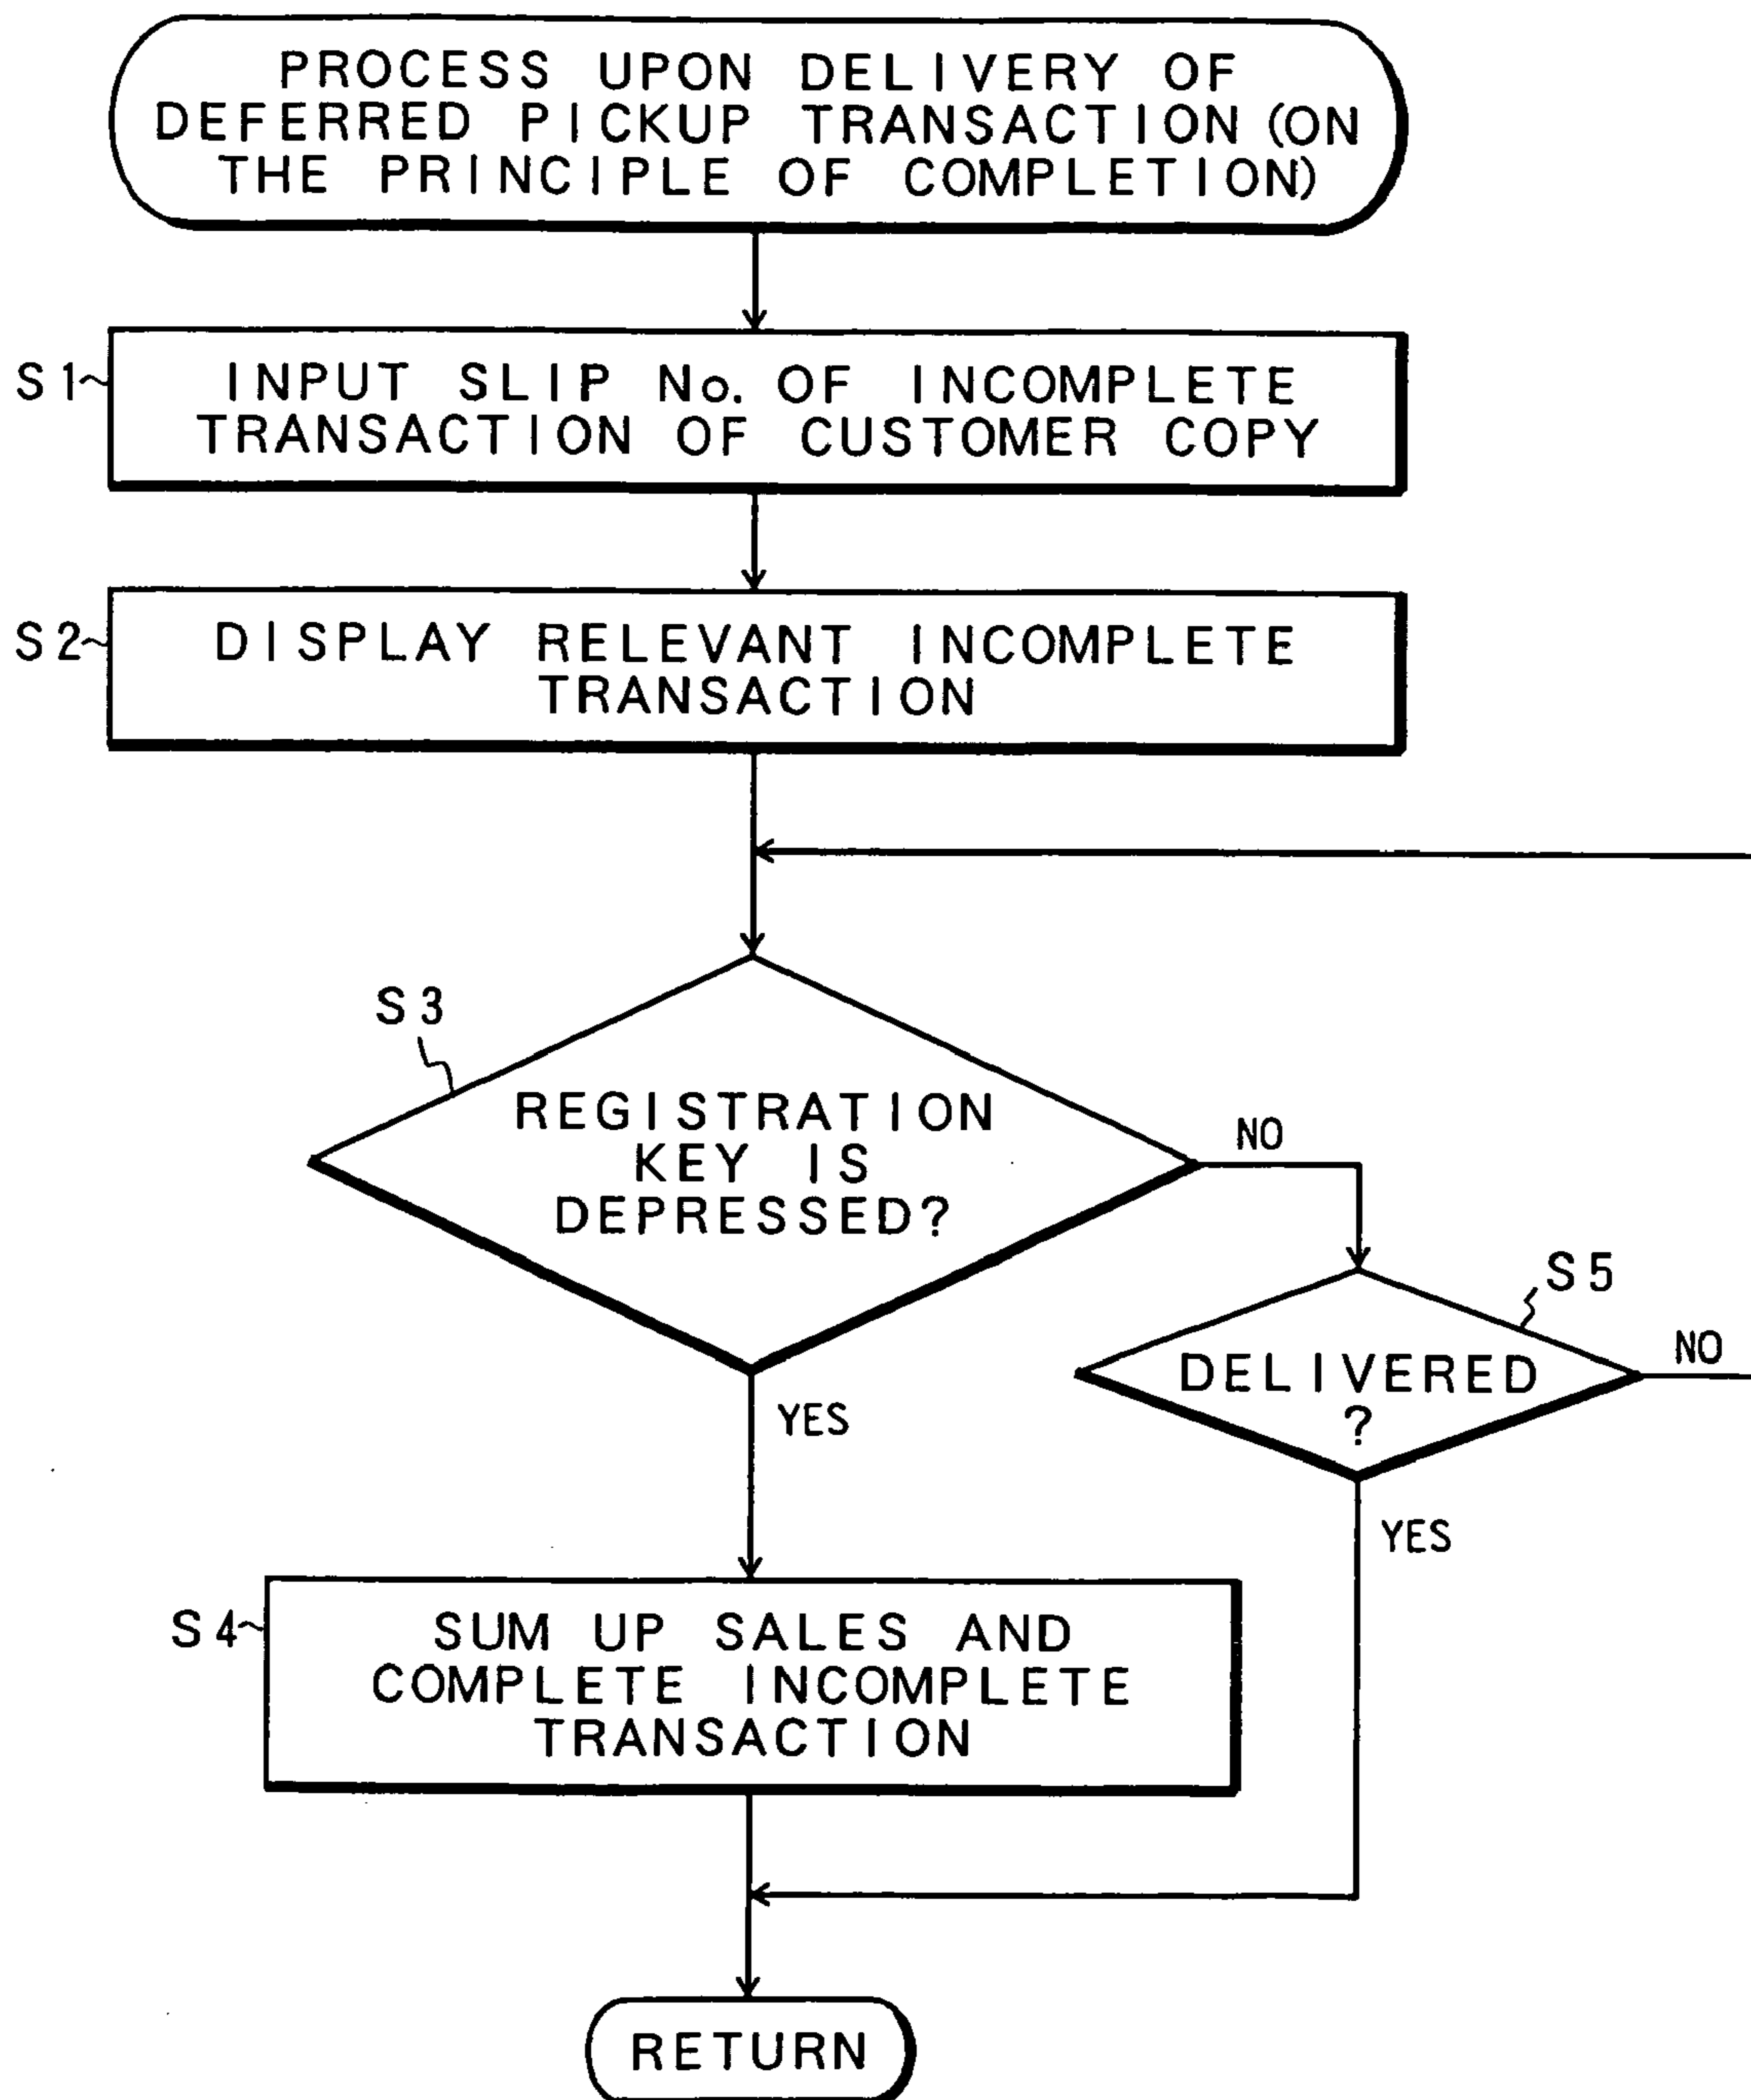 PROCESS UPON DELIVERY OF
DEFERRED PICKUP TRANSACTION (ON
THE PRINCIPLE OF COMPLETION)
S1
INPUT SLIP No. OF INCOMPLETE
TRANSACTION OF CUSTOMER COPY
S2
DISPLAY RELEVANT INCOMPLETE
TRANSACTION
S3
REGISTRATION
KEY IS
DEPRESSED?
NO
S5
DELIVERED
?
NO
YES
YES
S4
SUM UP SALES AND
COMPLETE INCOMPLETE
TRANSACTION
RETURN